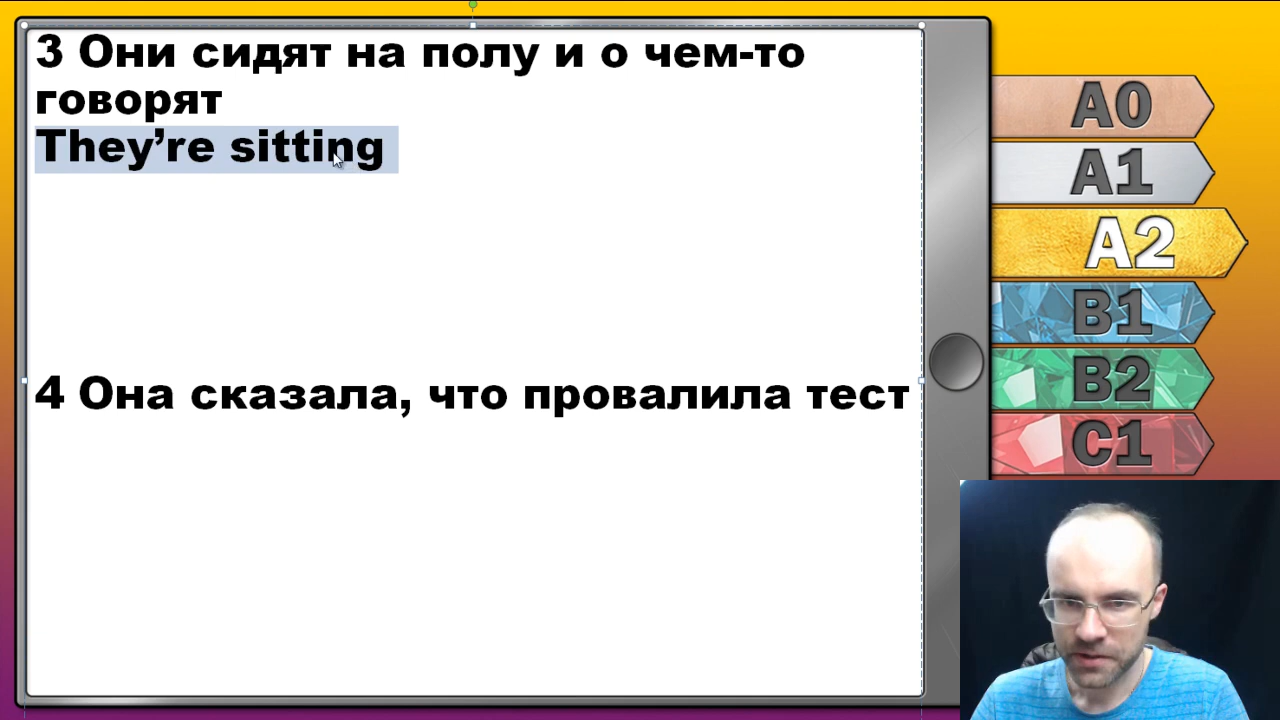 3 Они сидят на полу и о чем-то
говорят
They’re sitting
4 Она сказала, что провалила тест
A0
A1
A2
B1
B2
C1